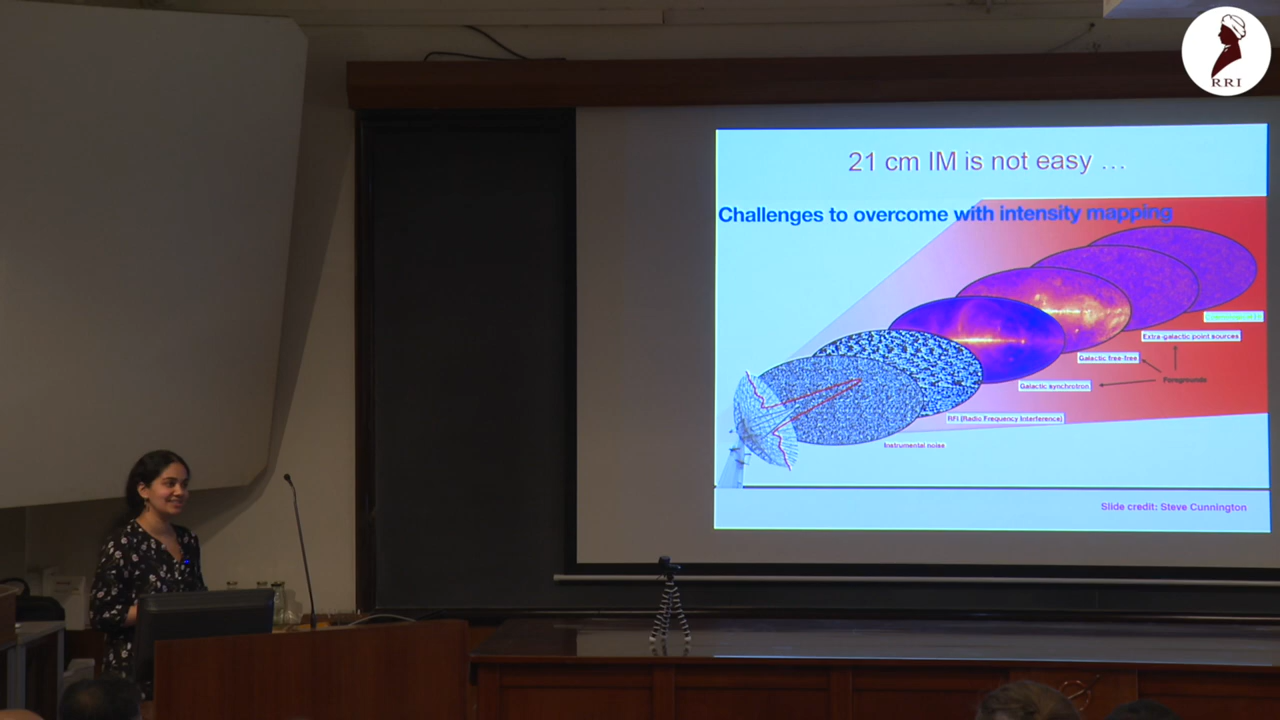 RRI
21 cm IM is not easy ...
Challenges to overcome with intensity mapping
Extra-galactic point sources
Galactic free-free
Foregrounds
Galactic synchrotron
RFI (Radio Frequency Interference)
Instrumental noise
Slide credit: Steve Cunnington